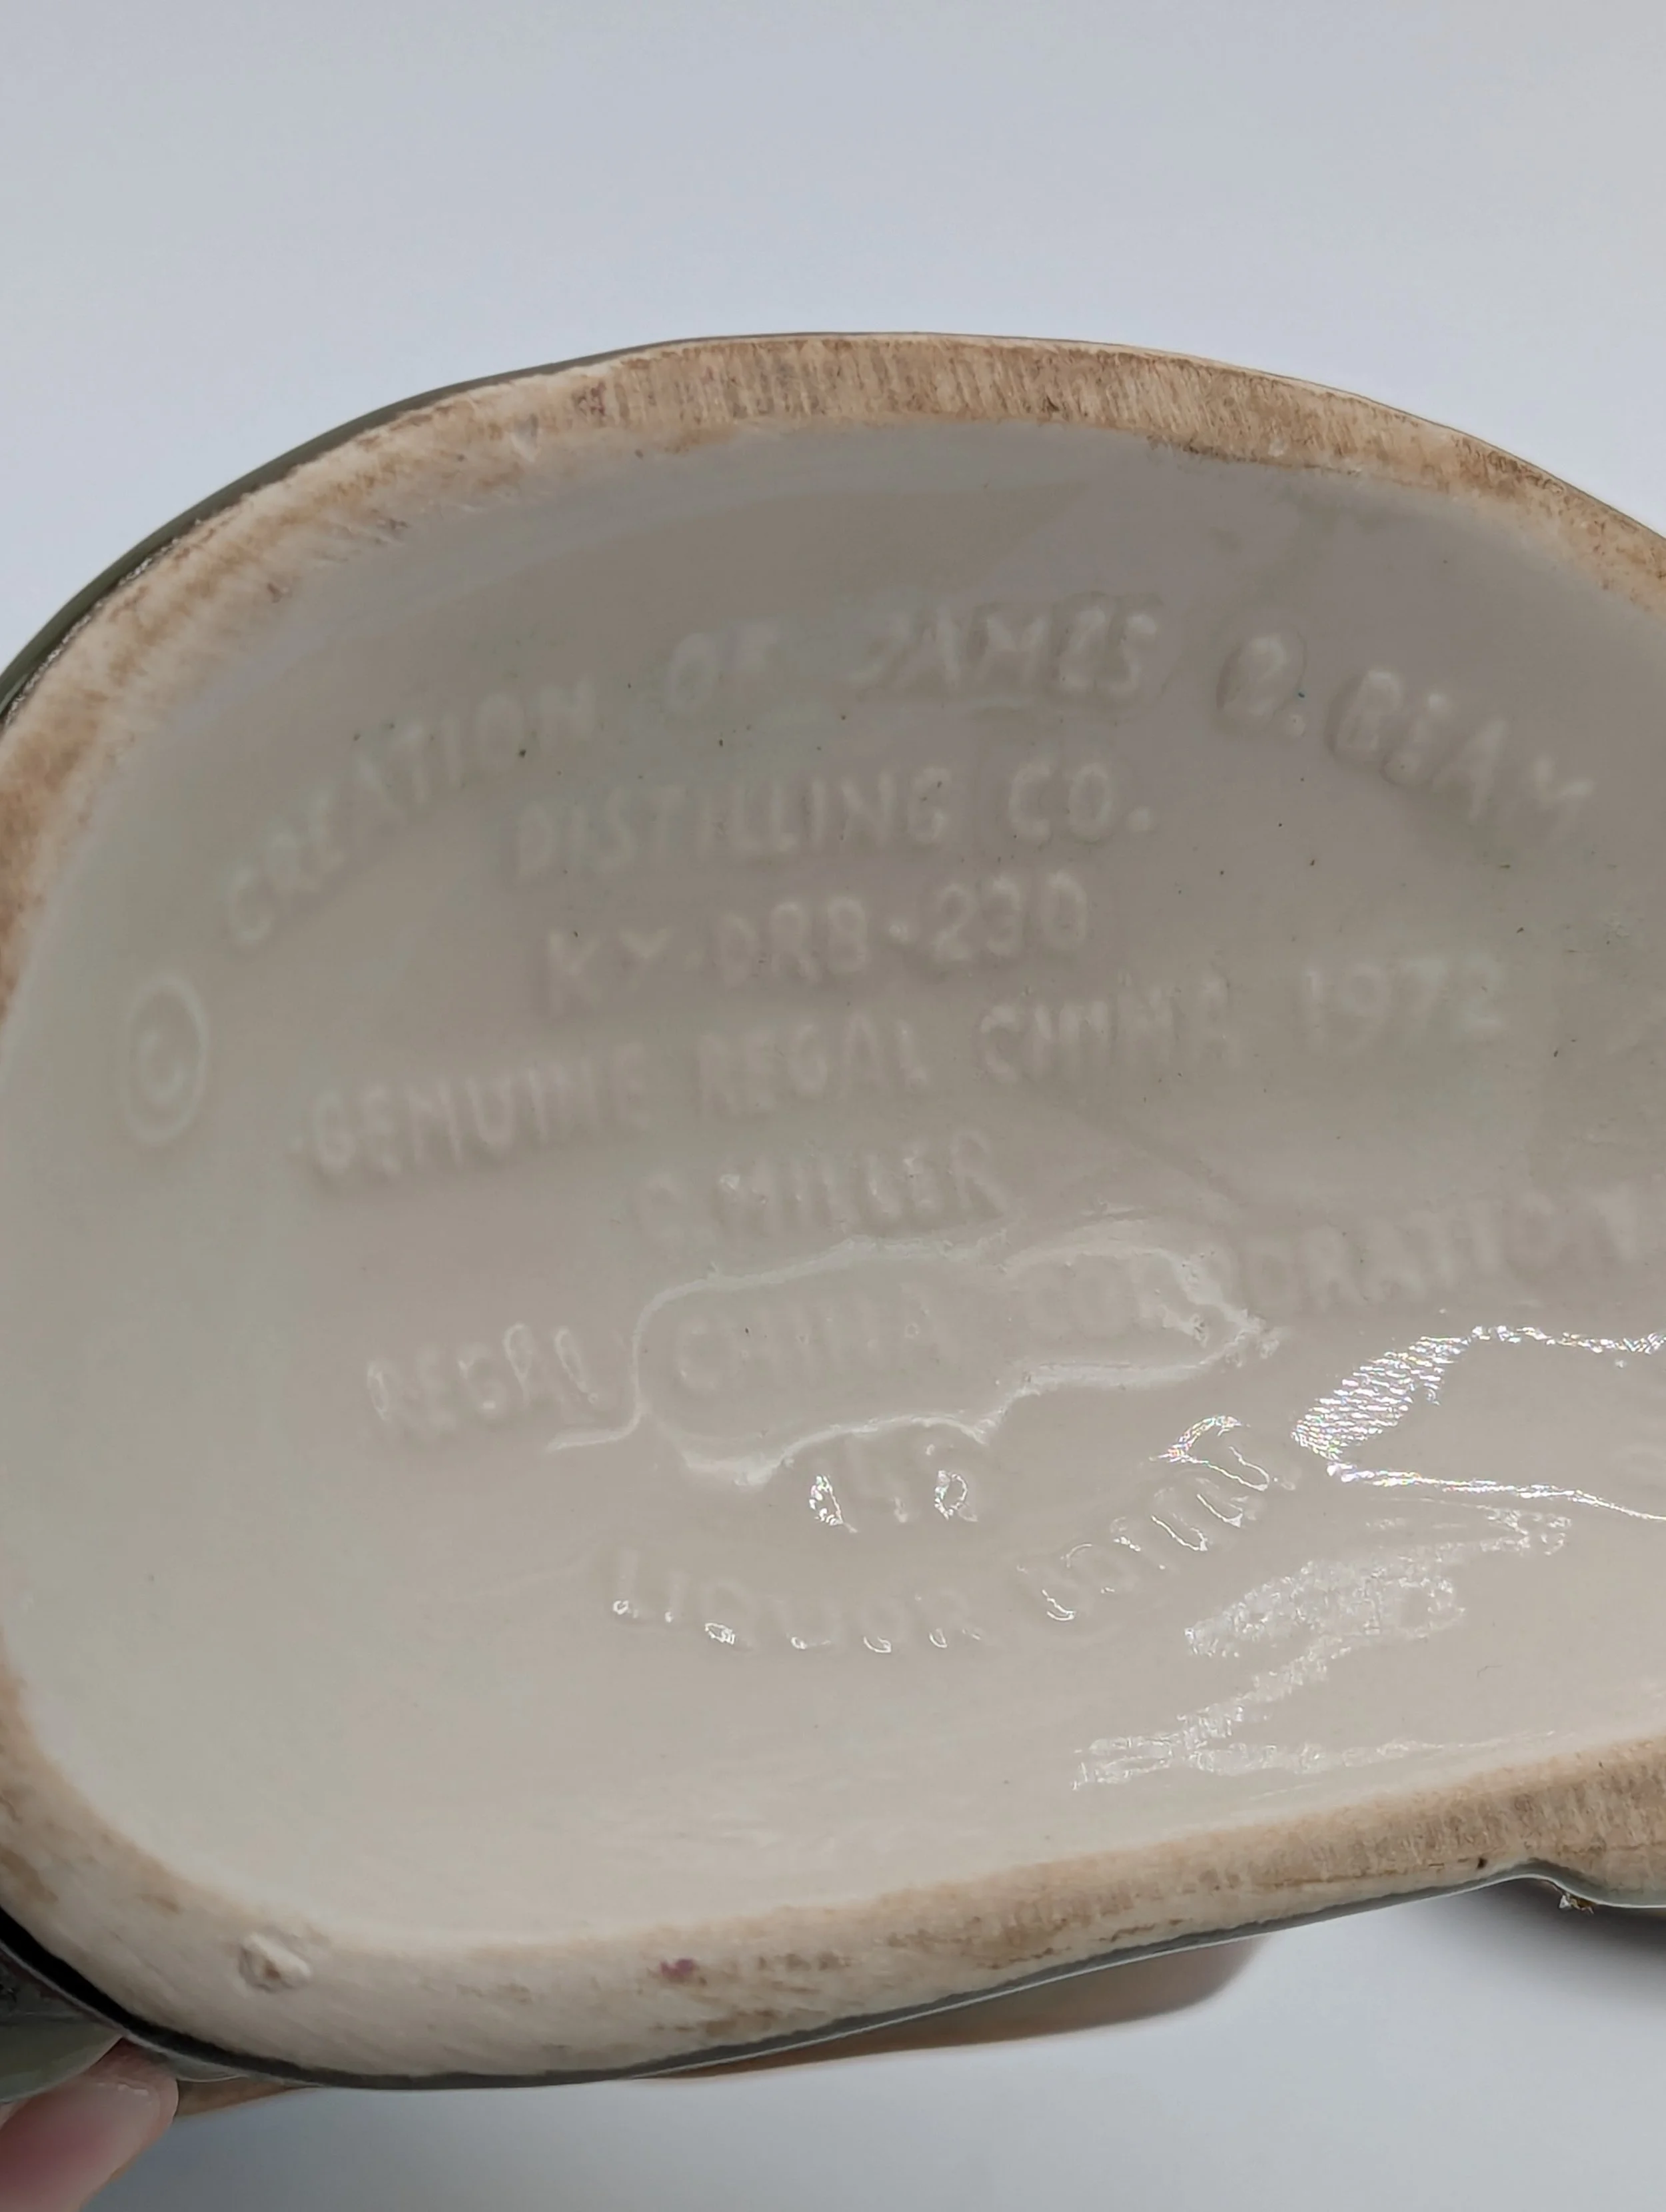 CREATION OF JAMES B. BEAM
DISTILLING CO.
KY-DRB-230
©
GENUINE REGAL CHINA 1972
C. MILLER
REGAL CHINA CORPORATION
LIQUOR BOTTLE